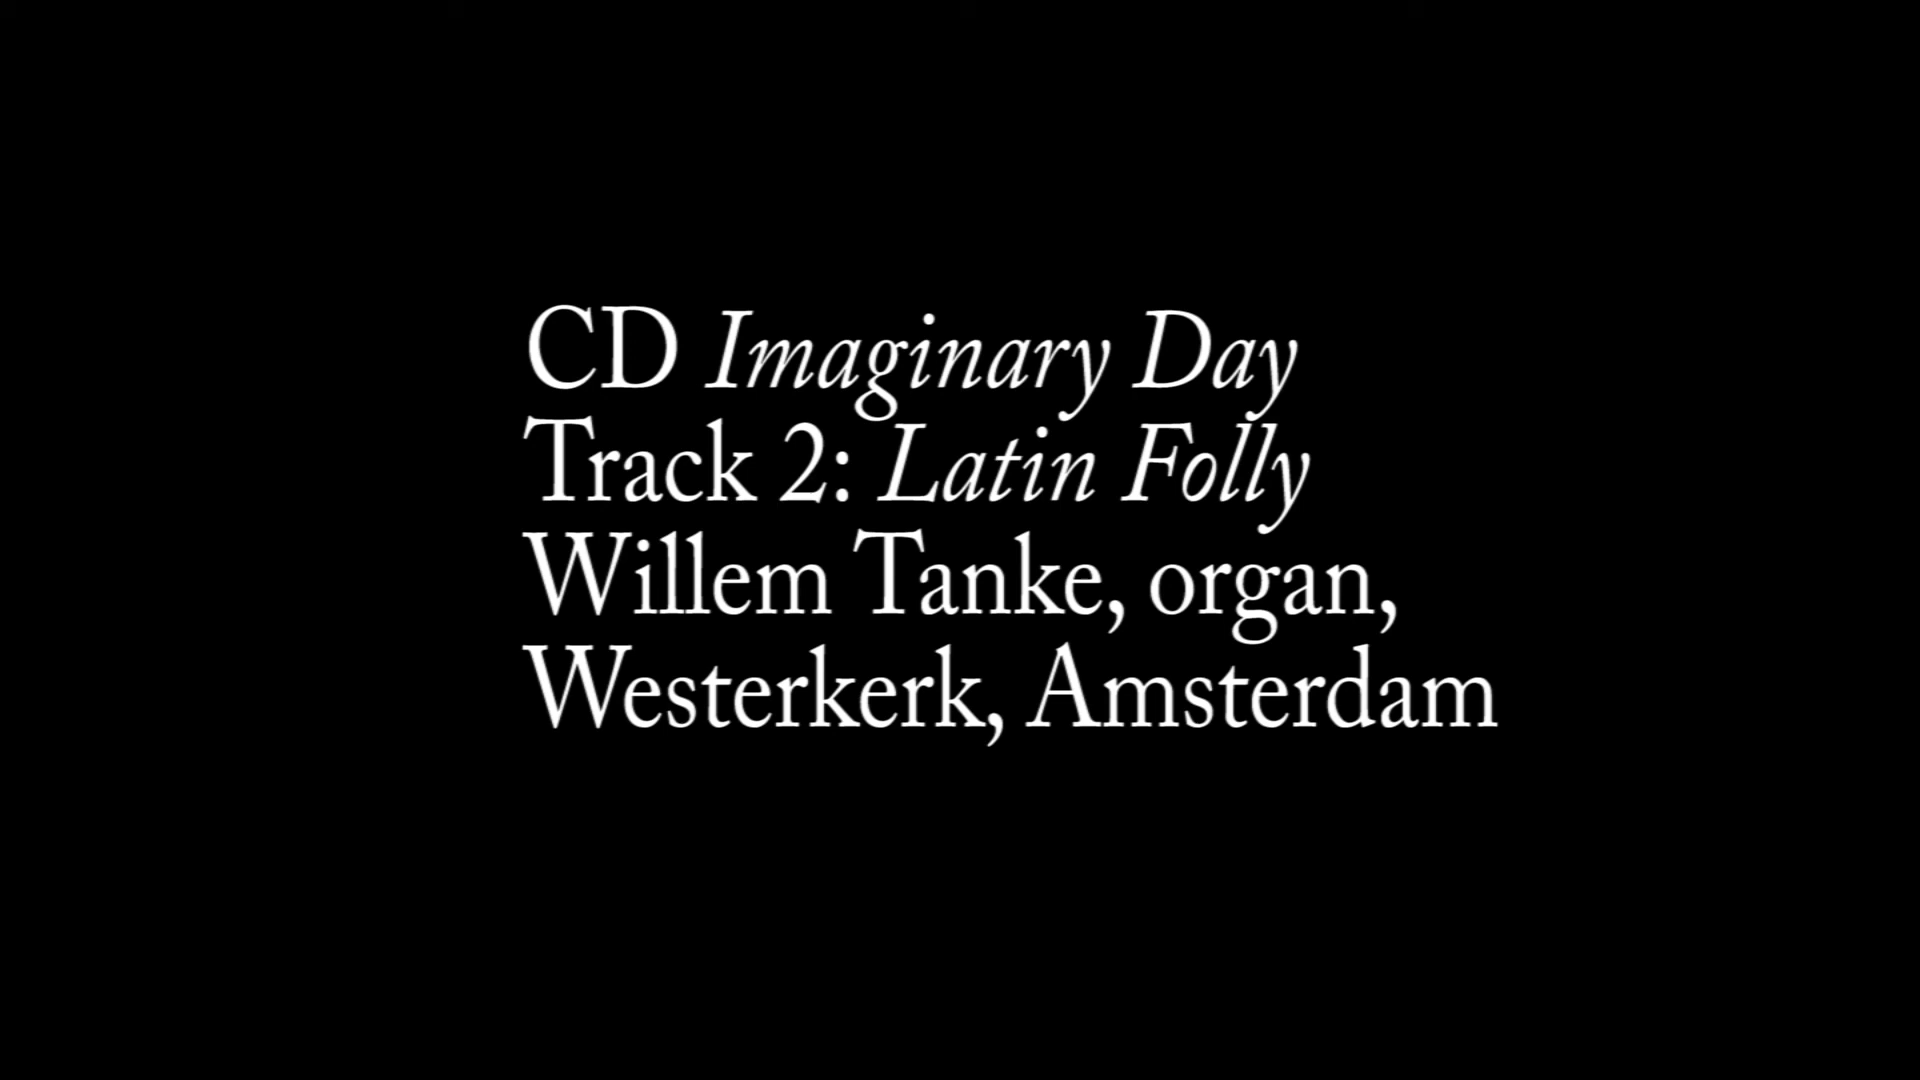 CD Imaginary Day
Track 2: Latin Folly
Willem Tanke, organ,
Westerkerk, Amsterdam